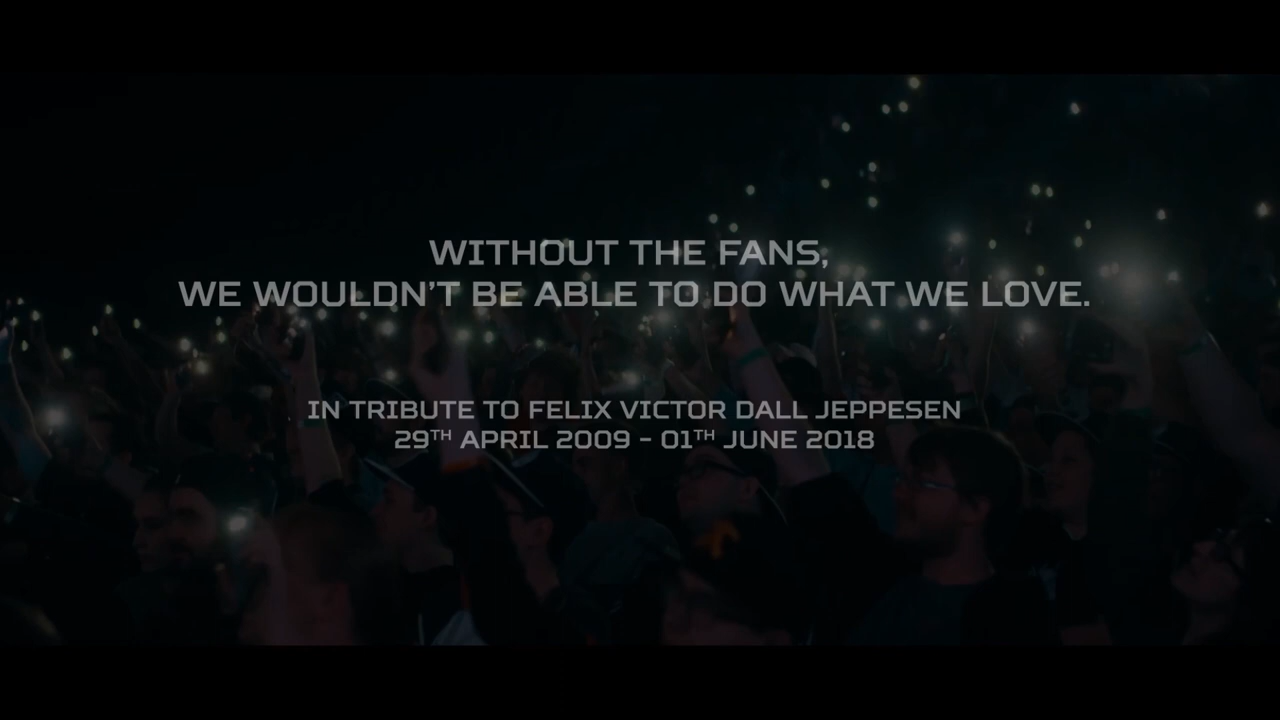 WITHOUT THE FANS,
WE WOULDN'T BE ABLE TO DO WHAT WE LOVE.
IN TRIBUTE TO FELIX VICTOR DALL JEPPESEN
29TH APRIL 2009 - 01TH JUNE 2018